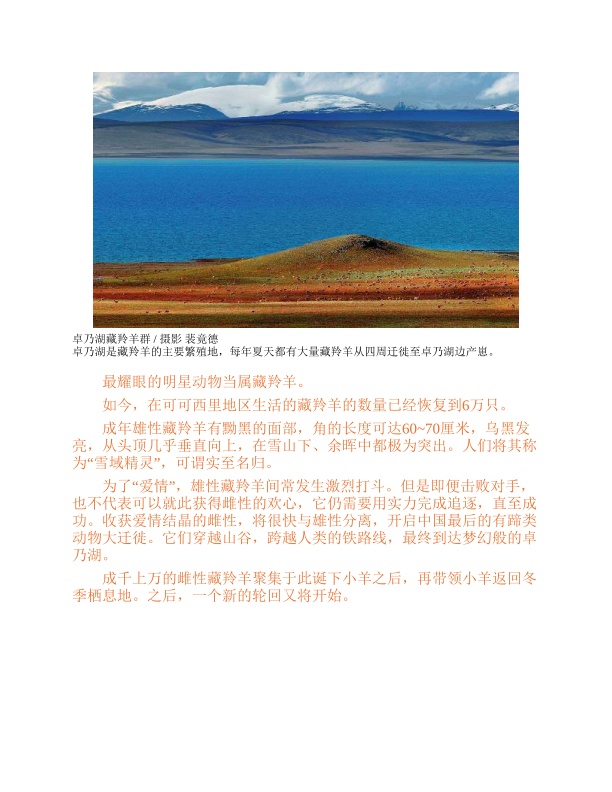 卓乃湖藏羚羊群 / 摄影 裴竟德
卓乃湖是藏羚羊的主要繁殖地，每年夏天都有大量藏羚羊从四周迁徙至卓乃湖边产崽。
最耀眼的明星动物当属藏羚羊。
如今，在可可西里地区生活的藏羚羊的数量已经恢复到6万只。
成年雄性藏羚羊有黝黑的面部，角的长度可达60~70厘米，乌黑发
亮，从头顶几乎垂直向上，在雪山下、余晖中都极为突出。人们将其称
为“雪域精灵”，可谓实至名归。
为了“爱情”，雄性藏羚羊间常发生激烈打斗。但是即便击败对手，
也不代表可以就此获得雌性的欢心，它仍需要用实力完成追逐，直至成
功。收获爱情结晶的雌性，将很快与雄性分离，开启中国最后的有蹄类
动物大迁徙。它们穿越山谷，跨越人类的铁路线，最终到达梦幻般的卓
乃湖。
成千上万的雌性藏羚羊聚集于此诞下小羊之后，再带领小羊返回冬
季栖息地。之后，一个新的轮回又将开始。